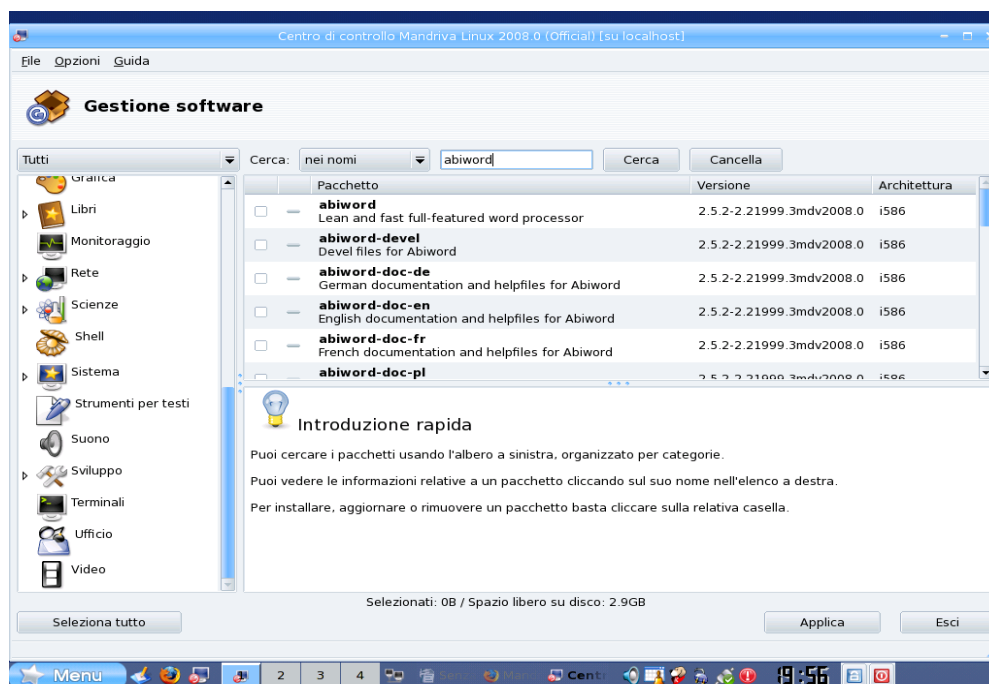 Centro di controllo Mandriva Linux 2008.0 (Official) [su localhost]
File Opzioni Guida
Gestione software
Tutti Cerca: nei nomi abiword Cerca Cancella
Pacchetto Versione Architettura
Grafica
Libri
Monitoraggio
Rete
Scienze
Shell
Sistema
Strumenti per testi
Suono
Sviluppo
Terminali
Ufficio
Video
abiword 2.5.2-2.21999.3mdv2008.0 i586
Lean and fast full-featured word processor
abiword-devel 2.5.2-2.21999.3mdv2008.0 i586
Devel files for Abiword
abiword-doc-de 2.5.2-2.21999.3mdv2008.0 i586
German documentation and helpfiles for Abiword
abiword-doc-en 2.5.2-2.21999.3mdv2008.0 i586
English documentation and helpfiles for Abiword
abiword-doc-fr 2.5.2-2.21999.3mdv2008.0 i586
French documentation and helpfiles for Abiword
abiword-doc-pl 2.5.2-2.21999.3mdv2008.0 i586
Introduzione rapida
Puoi cercare i pacchetti usando l'albero a sinistra, organizzato per categorie.
Puoi vedere le informazioni relative a un pacchetto cliccando sul suo nome nell'elenco a destra.
Per installare, aggiornare o rimuovere un pacchetto basta cliccare sulla relativa casella.
Selezionati: 0B / Spazio libero su disco: 2.9GB
Seleziona tutto Applica Esci
Menu 2 3 4 Cent 19:56